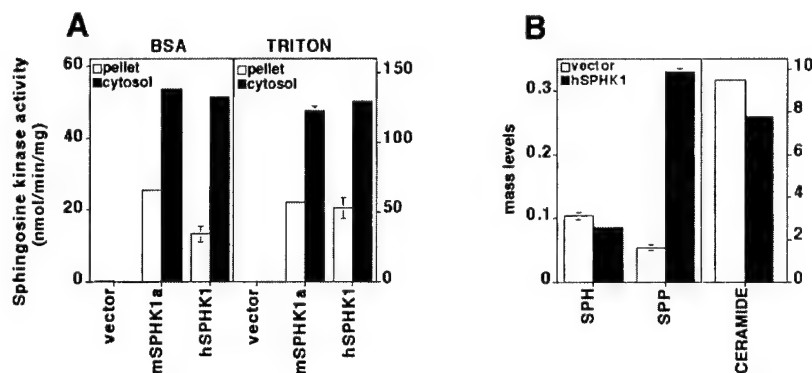 A
BSA
TRITON
pellet
cytosol
pellet
cytosol
Sphingosine kinase activity
(nmol/min/mg)
60
40
20
0
150
100
50
0
vector
mSPHK1a
hSPHK1
vector
mSPHK1a
hSPHK1
B
vector
hSPHK1
mass levels
0.3
0.2
0.1
0
10
8
6
4
2
0
SPH
SPP
CERAMIDE